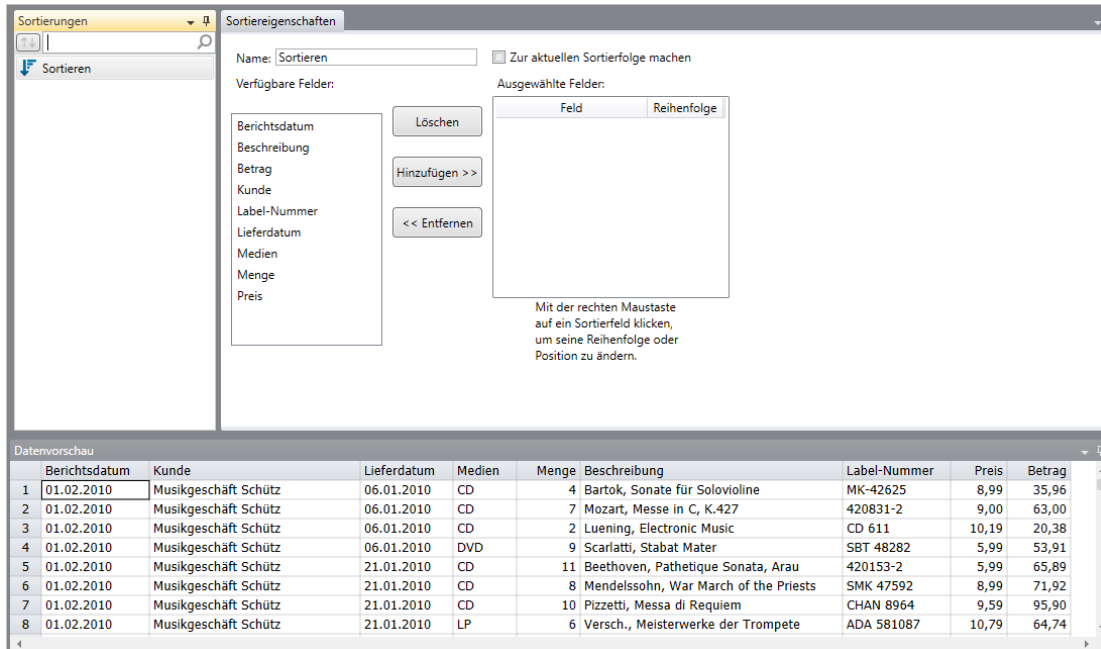 Sortierungen
Sortiereigenschaften
Sortieren
Name: Sortieren
Zur aktuellen Sortierfolge machen
Verfügbare Felder:
Ausgewählte Felder:
Berichtsdatum
Beschreibung
Betrag
Kunde
Label-Nummer
Lieferdatum
Medien
Menge
Preis
Löschen
Hinzufügen >>
<< Entfernen
Feld Reihenfolge
Mit der rechten Maustaste
auf ein Sortierfeld klicken,
um seine Reihenfolge oder
Position zu ändern.
Datenvorschau
Berichtsdatum Kunde Lieferdatum Medien Menge Beschreibung Label-Nummer Preis Betrag
1 01.02.2010 Musikgeschäft Schütz 06.01.2010 CD 4 Bartok, Sonate für Solovioline MK-42625 8,99 35,96
2 01.02.2010 Musikgeschäft Schütz 06.01.2010 CD 7 Mozart, Messe in C, K.427 420831-2 9,00 63,00
3 01.02.2010 Musikgeschäft Schütz 06.01.2010 CD 2 Luening, Electronic Music CD 611 10,19 20,38
4 01.02.2010 Musikgeschäft Schütz 06.01.2010 DVD 9 Scarlatti, Stabat Mater SBT 48282 5,99 53,91
5 01.02.2010 Musikgeschäft Schütz 21.01.2010 CD 11 Beethoven, Pathetique Sonata, Arau 420153-2 5,99 65,89
6 01.02.2010 Musikgeschäft Schütz 21.01.2010 CD 8 Mendelssohn, War March of the Priests SMK 47592 8,99 71,92
7 01.02.2010 Musikgeschäft Schütz 21.01.2010 CD 10 Pizzetti, Messa di Requiem CHAN 8964 9,59 95,90
8 01.02.2010 Musikgeschäft Schütz 21.01.2010 LP 6 Versch., Meisterwerke der Trompete ADA 581087 10,79 64,74